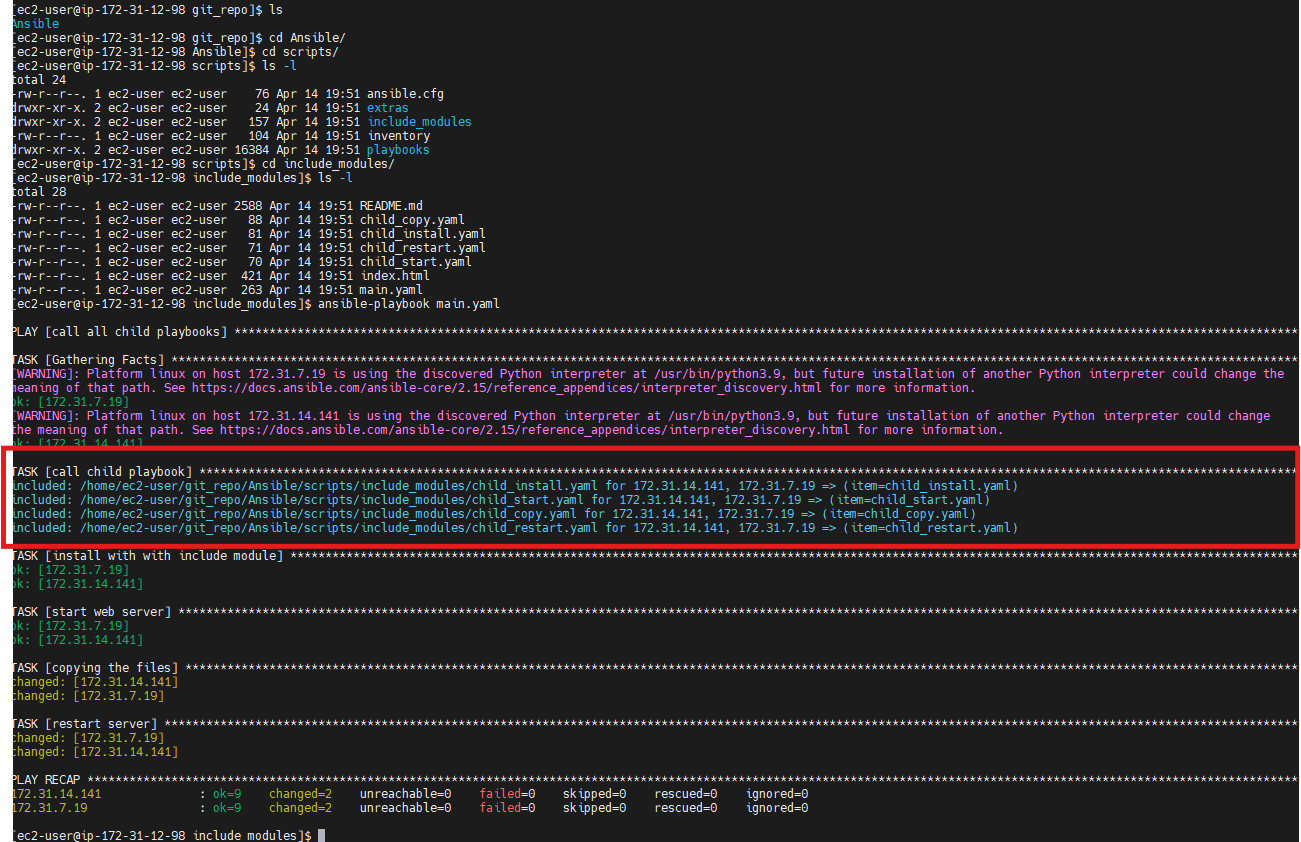 [ec2-user@ip-172-31-12-98 git_repo]$ ls
Ansible
[ec2-user@ip-172-31-12-98 git_repo]$ cd Ansible/
[ec2-user@ip-172-31-12-98 Ansible]$ cd scripts/
[ec2-user@ip-172-31-12-98 scripts]$ ls -l
total 24
-rw-r--r--. 1 ec2-user ec2-user    76 Apr 14 19:51 ansible.cfg
drwxr-xr-x. 2 ec2-user ec2-user    24 Apr 14 19:51 extras
drwxr-xr-x. 2 ec2-user ec2-user   157 Apr 14 19:51 include_modules
-rw-r--r--. 1 ec2-user ec2-user   104 Apr 14 19:51 inventory
drwxr-xr-x. 2 ec2-user ec2-user 16384 Apr 14 19:51 playbooks
[ec2-user@ip-172-31-12-98 scripts]$ cd include_modules/
[ec2-user@ip-172-31-12-98 include_modules]$ ls -l
total 28
-rw-r--r--. 1 ec2-user ec2-user 2588 Apr 14 19:51 README.md
-rw-r--r--. 1 ec2-user ec2-user   88 Apr 14 19:51 child_copy.yaml
-rw-r--r--. 1 ec2-user ec2-user   81 Apr 14 19:51 child_install.yaml
-rw-r--r--. 1 ec2-user ec2-user   71 Apr 14 19:51 child_restart.yaml
-rw-r--r--. 1 ec2-user ec2-user   70 Apr 14 19:51 child_start.yaml
-rw-r--r--. 1 ec2-user ec2-user  421 Apr 14 19:51 index.html
-rw-r--r--. 1 ec2-user ec2-user  263 Apr 14 19:51 main.yaml
[ec2-user@ip-172-31-12-98 include_modules]$ ansible-playbook main.yaml
PLAY [call all child playbooks] ****************************************************************************************************************************************************
TASK [Gathering Facts] *************************************************************************************************************************************************************
[WARNING]: Platform linux on host 172.31.7.19 is using the discovered Python interpreter at /usr/bin/python3.9, but future installation of another Python interpreter could change the
meaning of that path. See https://docs.ansible.com/ansible-core/2.15/reference_appendices/interpreter_discovery.html for more information.
ok: [172.31.7.19]
[WARNING]: Platform linux on host 172.31.14.141 is using the discovered Python interpreter at /usr/bin/python3.9, but future installation of another Python interpreter could change
the meaning of that path. See https://docs.ansible.com/ansible-core/2.15/reference_appendices/interpreter_discovery.html for more information.
ok: [172.31.14.141]
TASK [call child playbook] *********************************************************************************************************************************************************
included: /home/ec2-user/git_repo/Ansible/scripts/include_modules/child_install.yaml for 172.31.14.141, 172.31.7.19 => (item=child_install.yaml)
included: /home/ec2-user/git_repo/Ansible/scripts/include_modules/child_start.yaml for 172.31.14.141, 172.31.7.19 => (item=child_start.yaml)
included: /home/ec2-user/git_repo/Ansible/scripts/include_modules/child_copy.yaml for 172.31.14.141, 172.31.7.19 => (item=child_copy.yaml)
included: /home/ec2-user/git_repo/Ansible/scripts/include_modules/child_restart.yaml for 172.31.14.141, 172.31.7.19 => (item=child_restart.yaml)
TASK [install with with include module] ********************************************************************************************************************************************
ok: [172.31.7.19]
ok: [172.31.14.141]
TASK [start web server] ************************************************************************************************************************************************************
ok: [172.31.7.19]
ok: [172.31.14.141]
TASK [copying the files] ***********************************************************************************************************************************************************
changed: [172.31.14.141]
changed: [172.31.7.19]
TASK [restart server] **************************************************************************************************************************************************************
changed: [172.31.7.19]
changed: [172.31.14.141]
PLAY RECAP *************************************************************************************************************************************************************************
172.31.14.141              : ok=9    changed=2    unreachable=0    failed=0    skipped=0    rescued=0    ignored=0
172.31.7.19                : ok=9    changed=2    unreachable=0    failed=0    skipped=0    rescued=0    ignored=0
[ec2-user@ip-172-31-12-98 include_modules]$